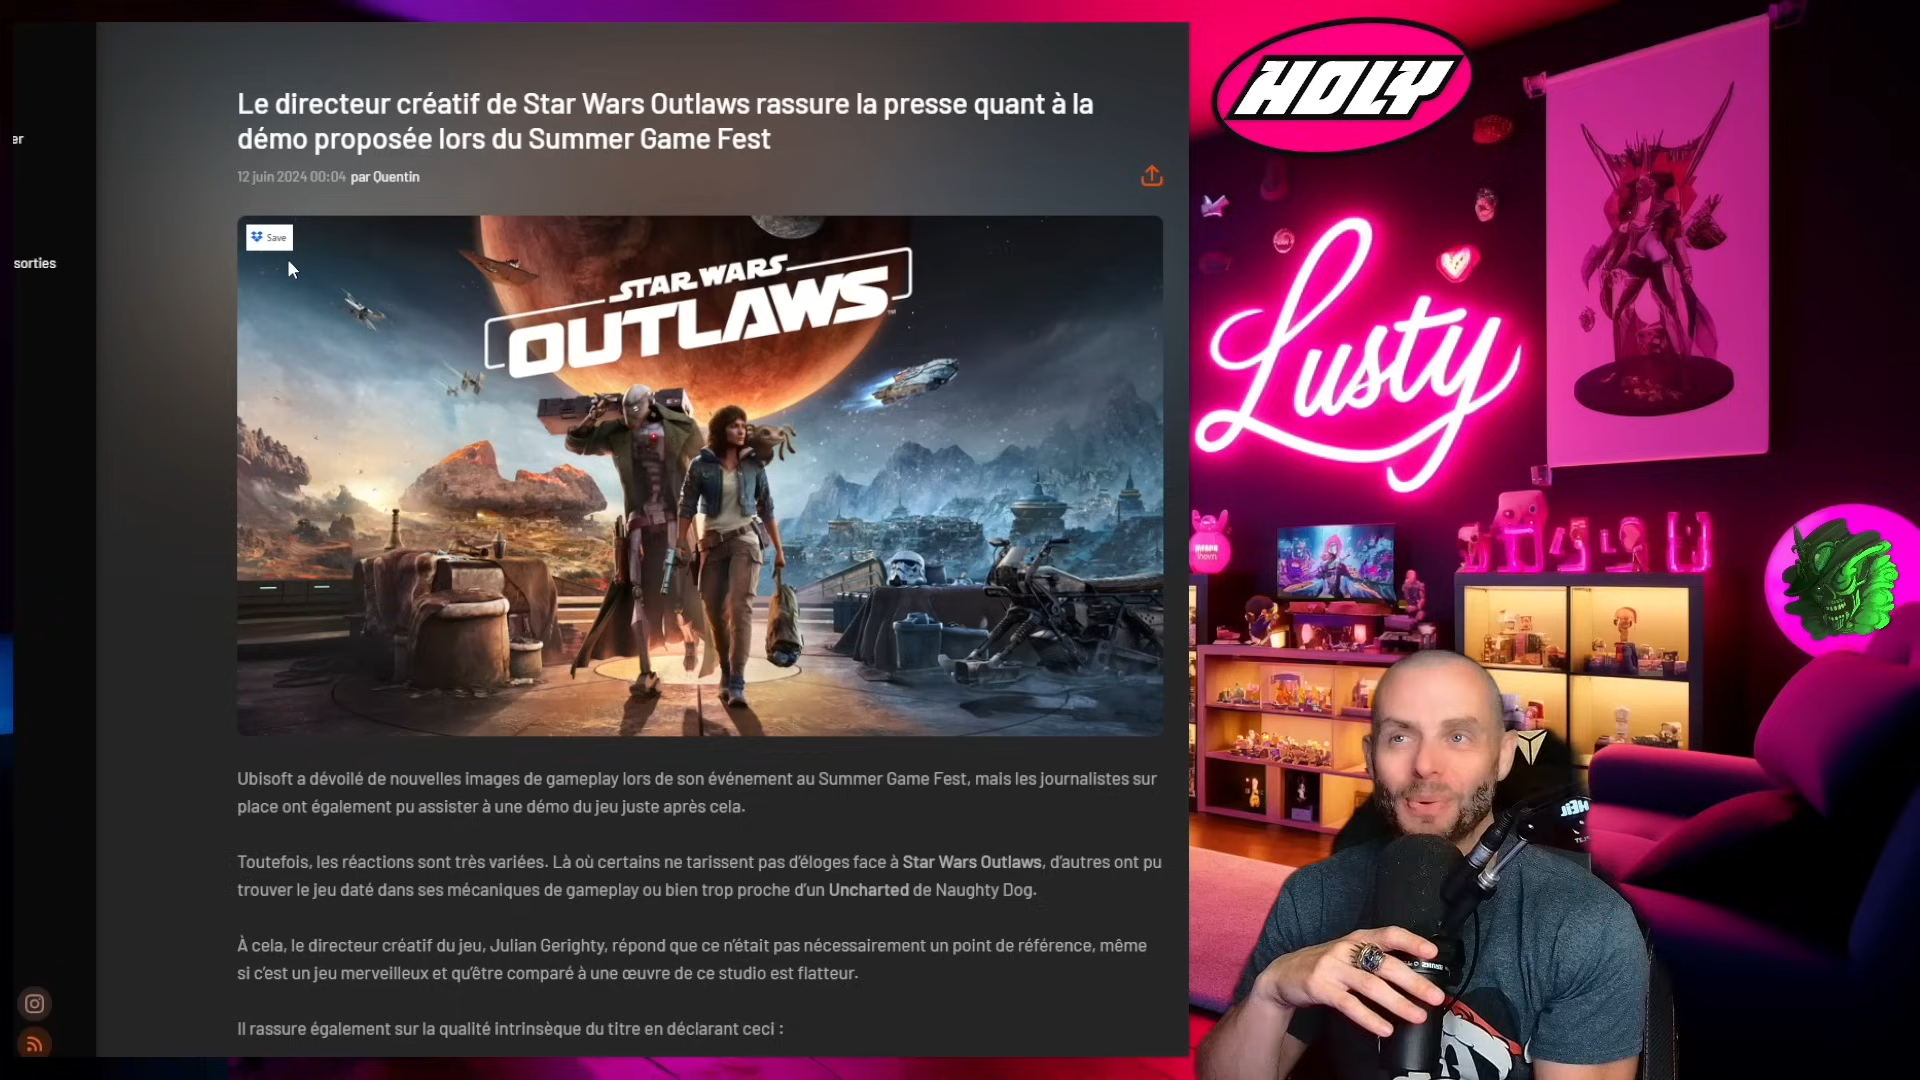 Le directeur créatif de Star Wars Outlaws rassure la presse quant à la
démo proposée lors du Summer Game Fest
12 juin 2024 00:04 par Quentin
er
sorties
Save
STAR WARS
OUTLAWS
Ubisoft a dévoilé de nouvelles images de gameplay lors de son événement au Summer Game Fest, mais les journalistes sur
place ont également pu assister à une démo du jeu juste après cela.
Toutefois, les réactions sont très variées. Là où certains ne tarissent pas d'éloges face à Star Wars Outlaws, d'autres ont pu
trouver le jeu daté dans ses mécaniques de gameplay ou bien trop proche d'un Uncharted de Naughty Dog.
À cela, le directeur créatif du jeu, Julian Gerighty, répond que ce n'était pas nécessairement un point de référence, même
si c'est un jeu merveilleux et qu'être comparé à une œuvre de ce studio est flatteur.
Il rassure également sur la qualité intrinsèque du titre en déclarant ceci :
HOLY
Lusty